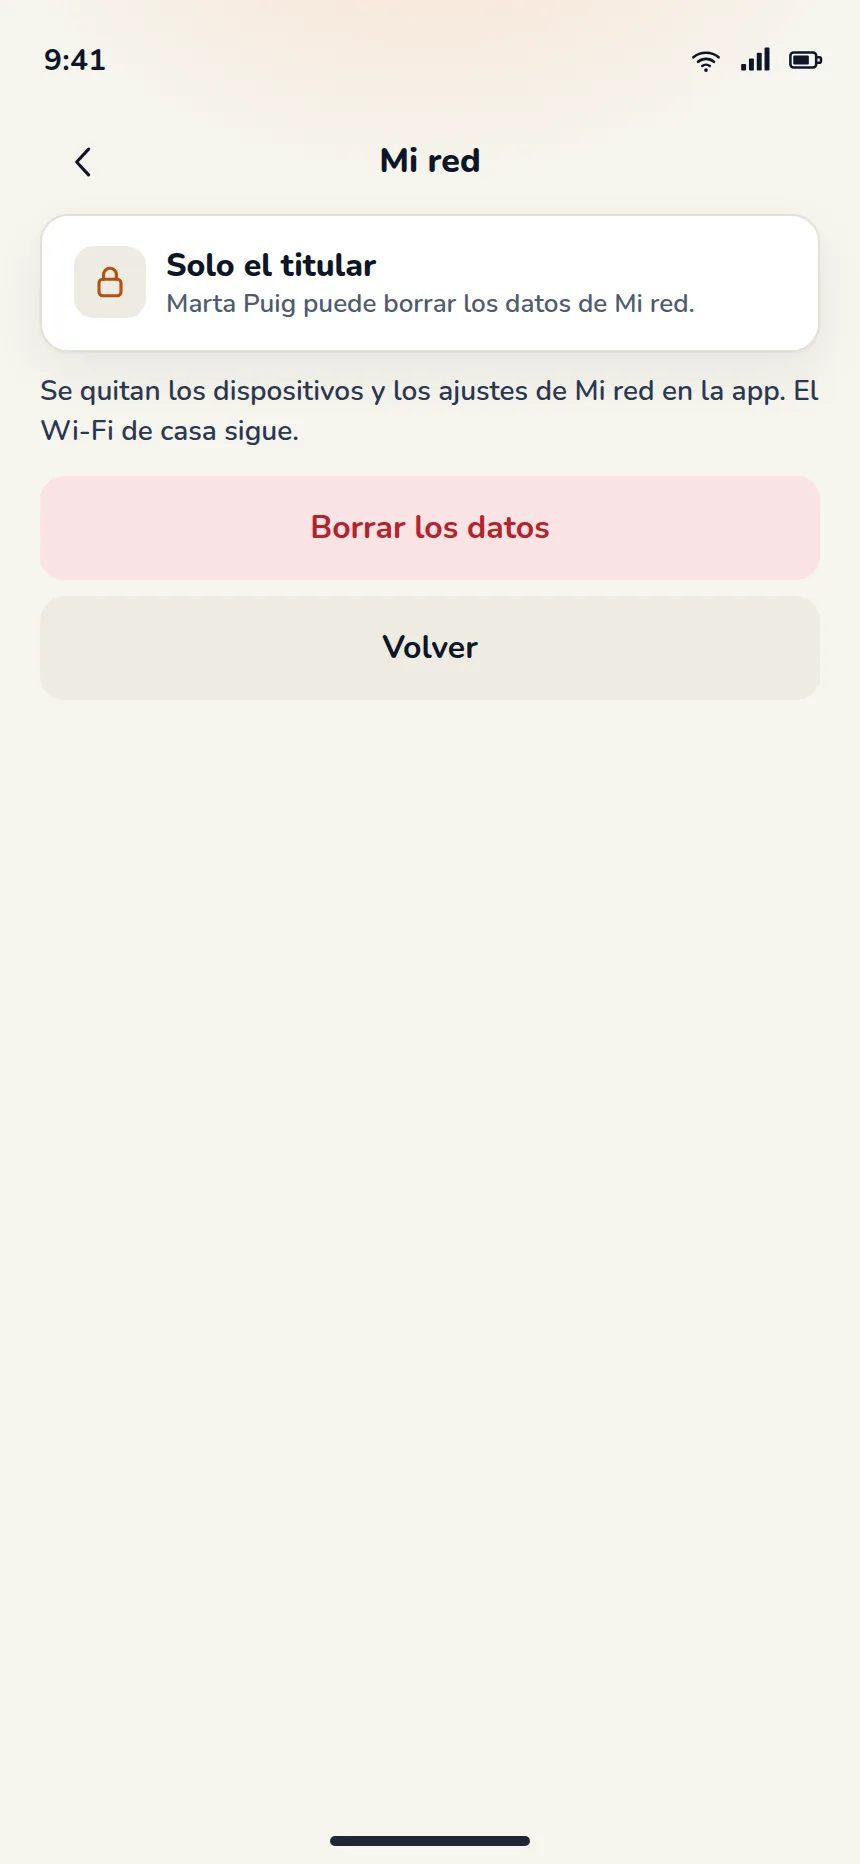 9:41
Mi red
Solo el titular
Marta Puig puede borrar los datos de Mi red.
Se quitan los dispositivos y los ajustes de Mi red en la app. El
Wi-Fi de casa sigue.
Borrar los datos
Volver